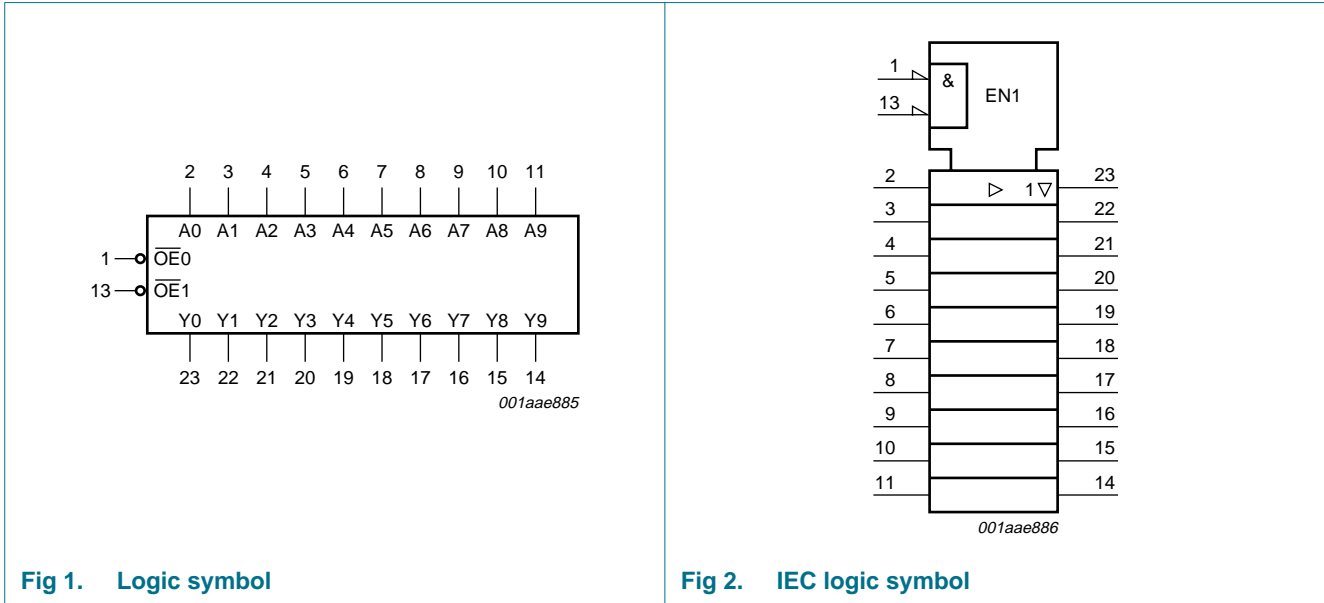 2 3 4 5 6 7 8 9 10 11
A0 A1 A2 A3 A4 A5 A6 A7 A8 A9
1 O̅E̅0
13 O̅E̅1
Y0 Y1 Y2 Y3 Y4 Y5 Y6 Y7 Y8 Y9
23 22 21 20 19 18 17 16 15 14
001aae885
Fig 1. Logic symbol
1 & EN1
13
2 1 23
3 22
4 21
5 20
6 19
7 18
8 17
9 16
10 15
11 14
001aae886
Fig 2. IEC logic symbol